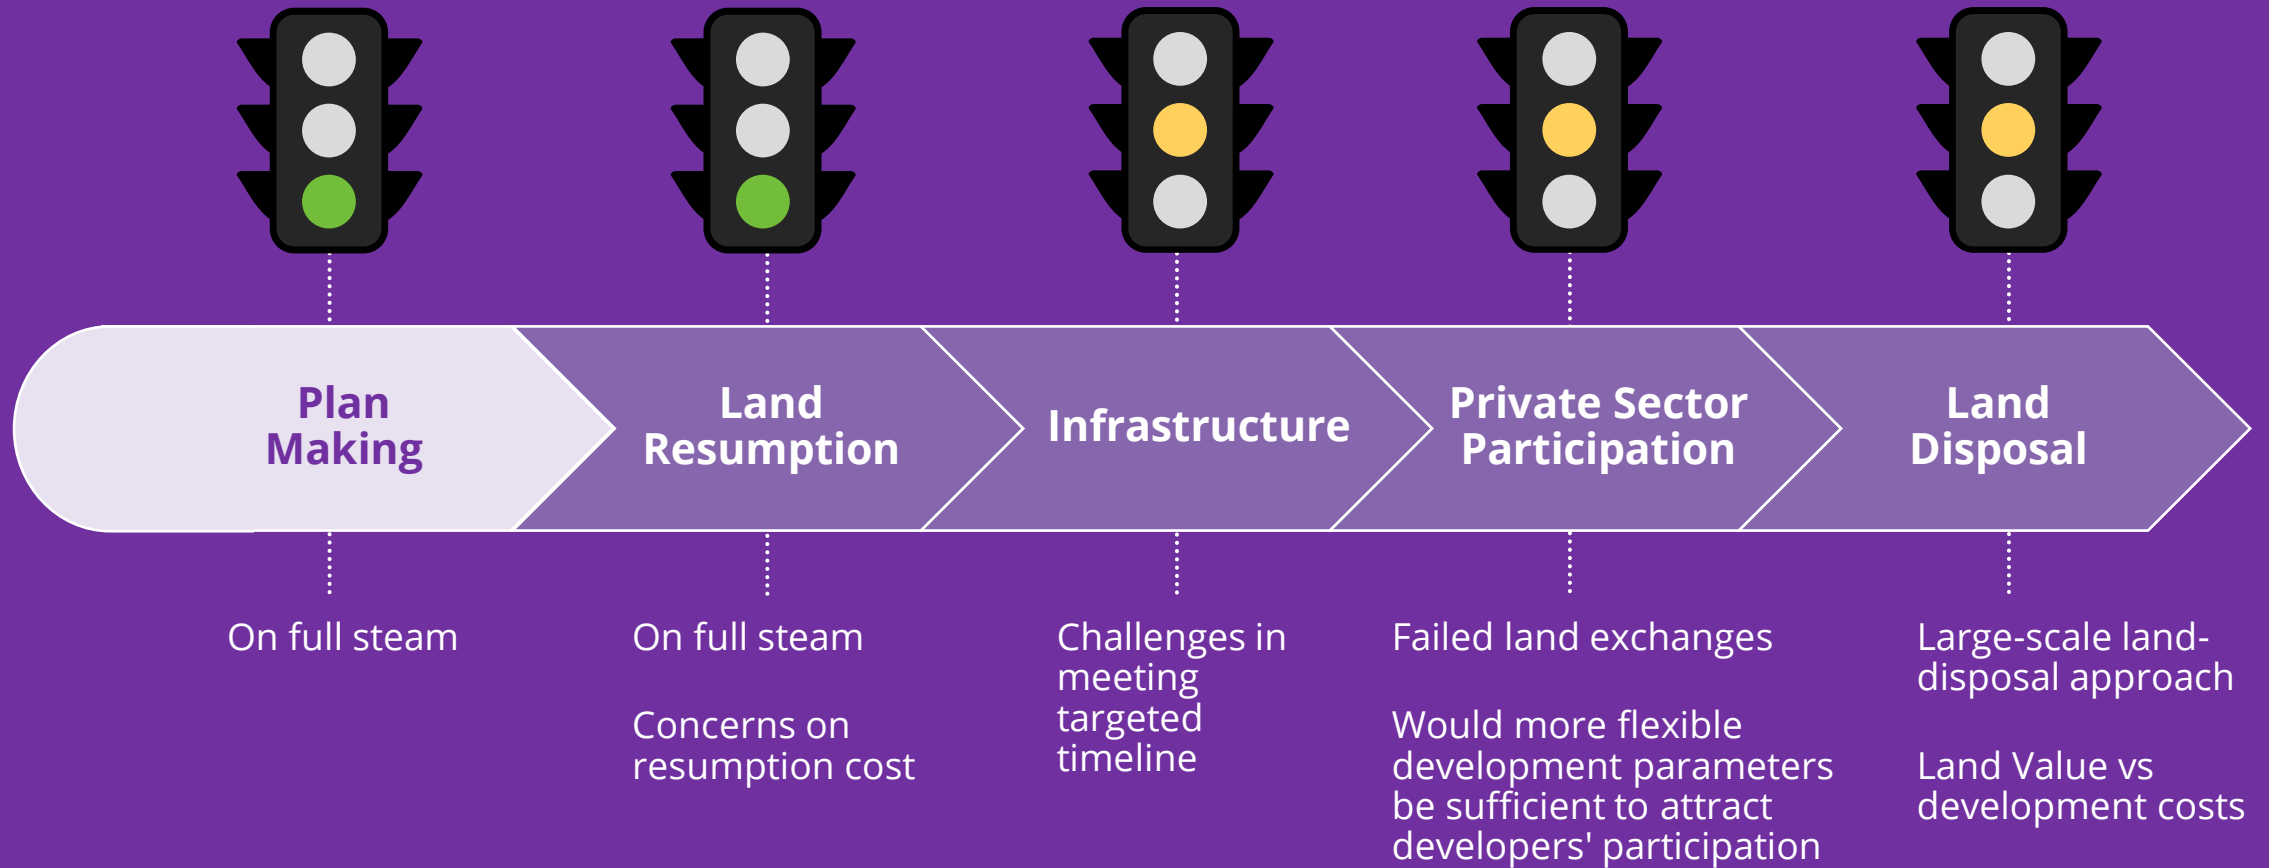 Plan
Making
Land
Resumption
Infrastructure
Private Sector
Participation
Land
Disposal
On full steam
On full steam
Concerns on
resumption cost
Challenges in
meeting
targeted
timeline
Failed land exchanges
Would more flexible
development parameters
be sufficient to attract
developers' participation
Large-scale land-
disposal approach
Land Value vs
development costs